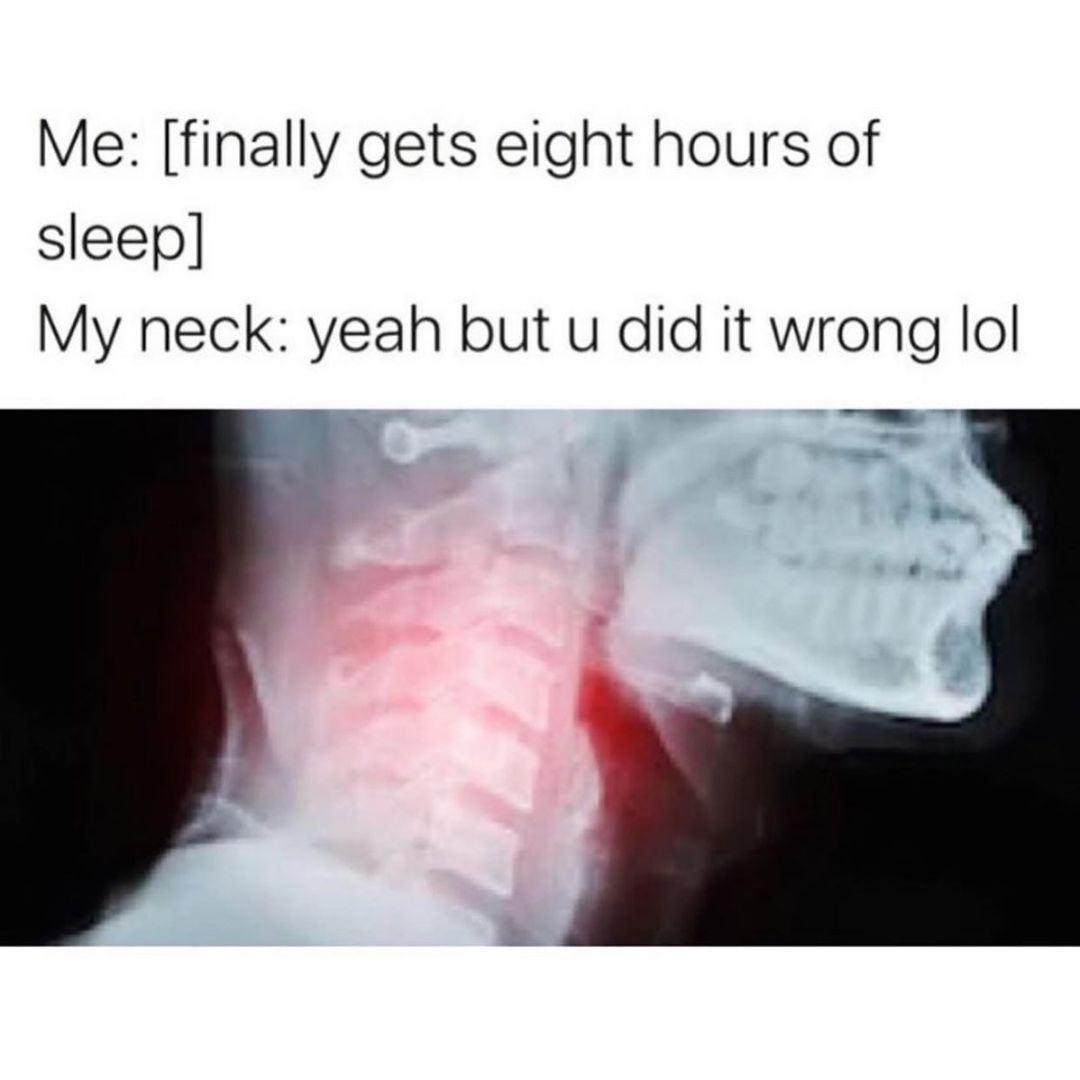 Me: [finally gets eight hours of
sleep]
My neck: yeah but u did it wrong lol